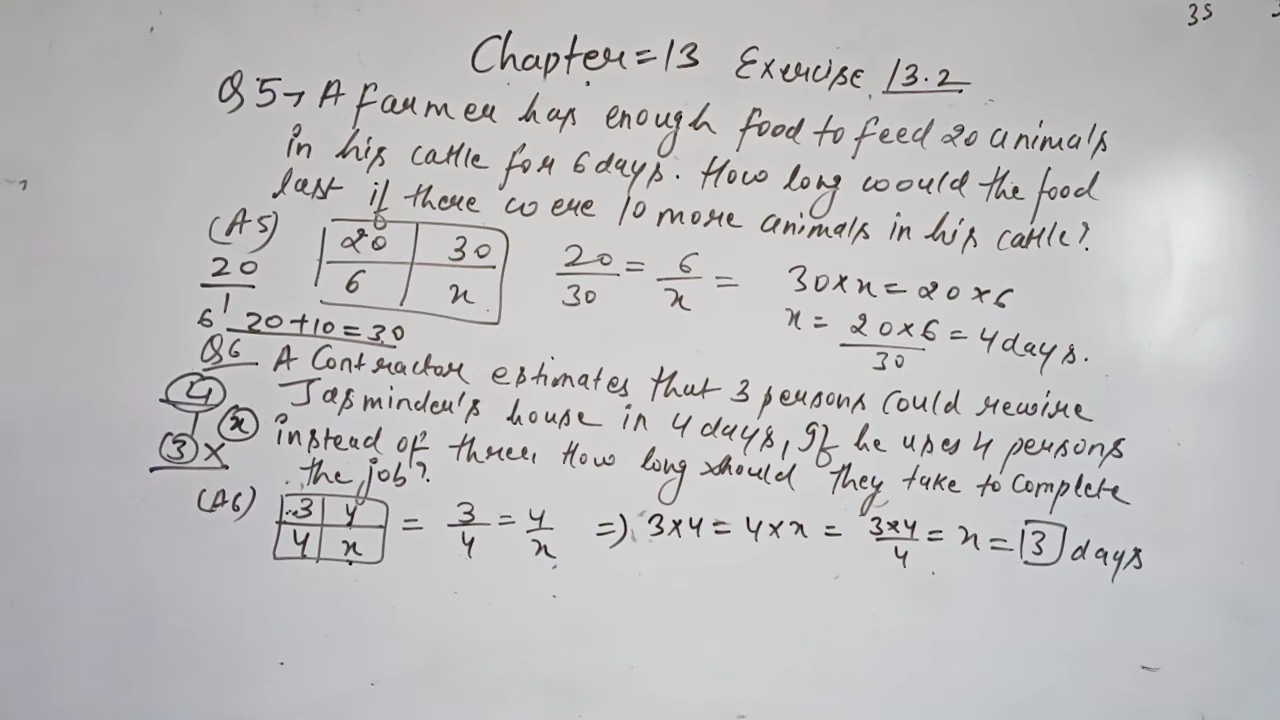 35
Chapter=13 Exercise 13.2
Q5→ A farmer has enough food to feed 20 animals
in his cattle for 6 days. How long would the food
last if there were 10 more animals in his cattle?
(A5)
20 30
6 x
20/30 = 6/x =
30×x = 20×6
x = 20×6/30 = 4 days.
20
1
6
20+10=30
Q6 A Contractor estimates that 3 persons could rewire
Jasminder's house in 4 days, If he uses 4 persons
instead of three. How long should they take to complete
the job?
4 x
3 ×
(A6)
3 4
4 x
= 3/4 = 4/x ⇒ 3×4 = 4×x = 3×4/4 = x = 3 days